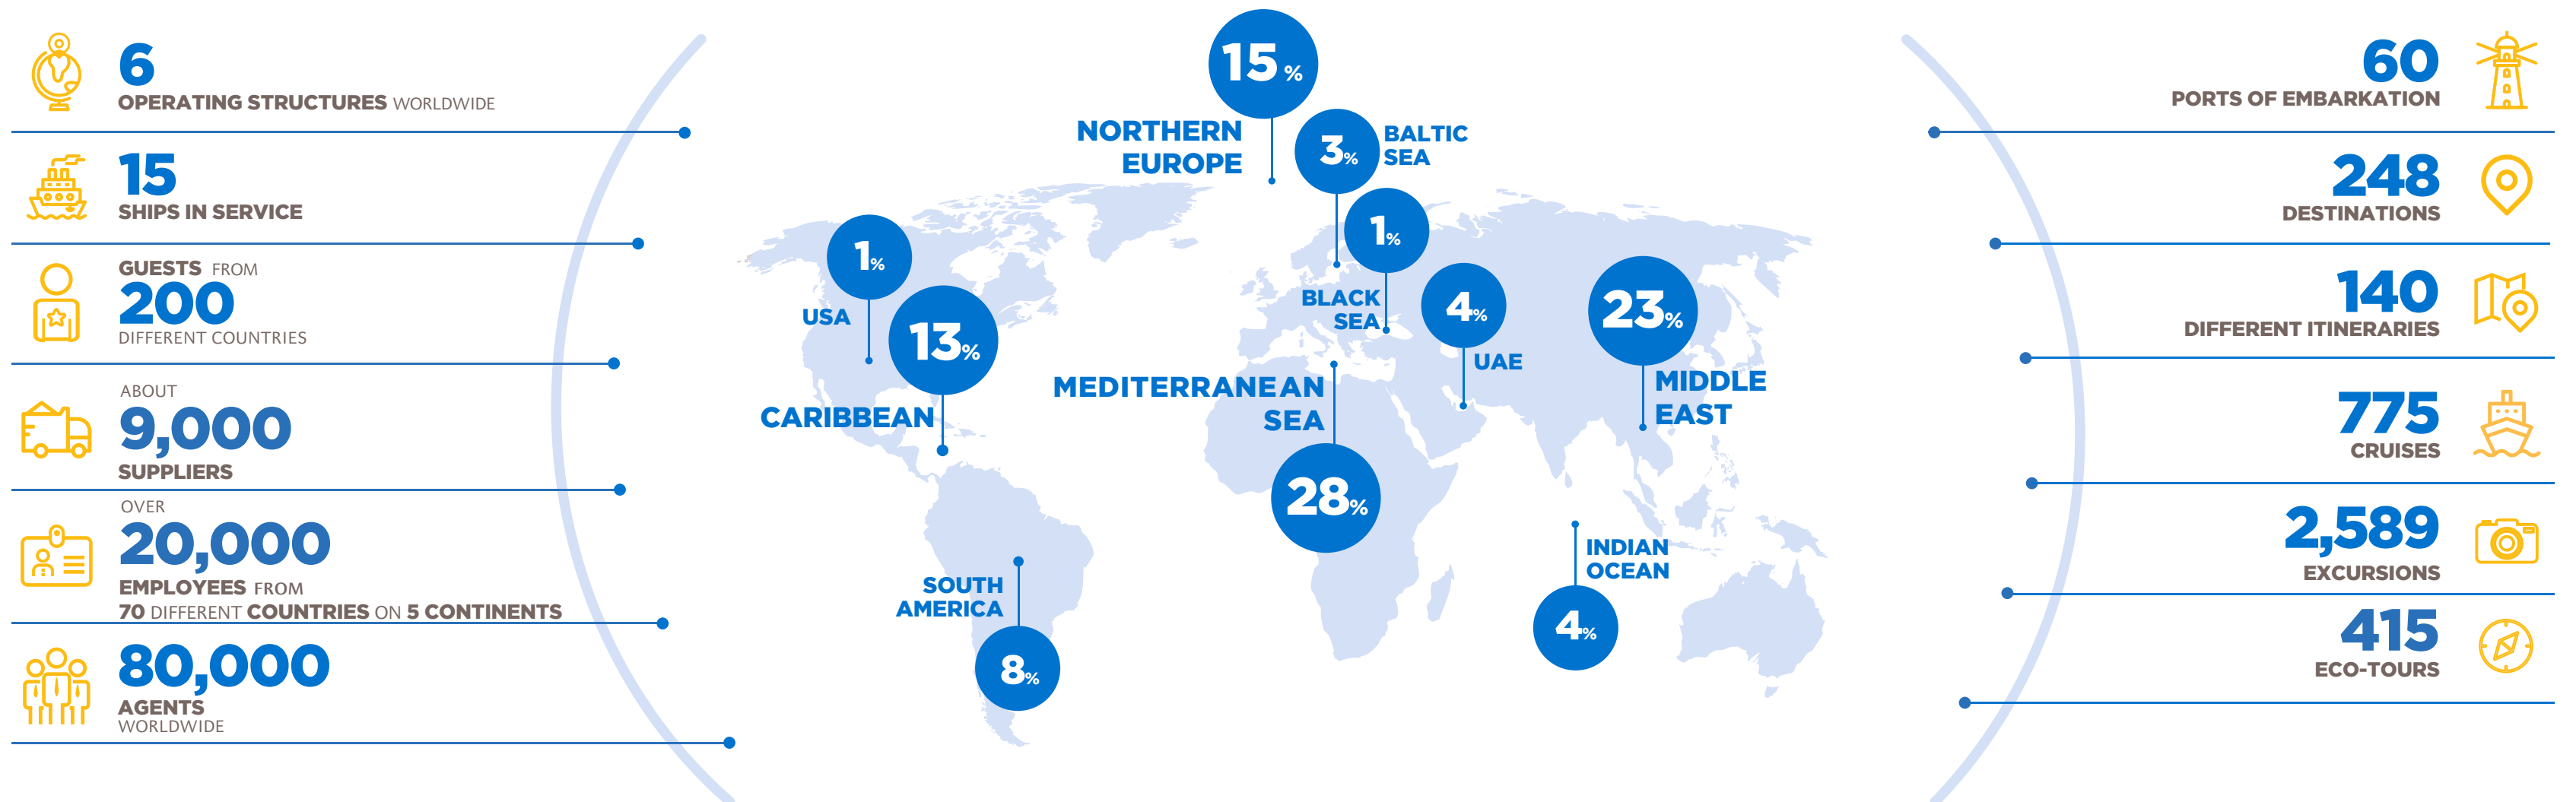 6
OPERATING STRUCTURES WORLDWIDE
15
SHIPS IN SERVICE
GUESTS FROM
200
DIFFERENT COUNTRIES
ABOUT
9,000
SUPPLIERS
OVER
20,000
EMPLOYEES FROM
70 DIFFERENT COUNTRIES ON 5 CONTINENTS
80,000
AGENTS
WORLDWIDE
15 %
NORTHERN
EUROPE
3%
BALTIC
SEA
1%
BLACK
SEA
1%
USA
13%
CARIBBEAN
4%
UAE
23%
MIDDLE
EAST
MEDITERRANEAN
SEA
28%
SOUTH
AMERICA
8%
INDIAN
OCEAN
4%
60
PORTS OF EMBARKATION
248
DESTINATIONS
140
DIFFERENT ITINERARIES
775
CRUISES
2,589
EXCURSIONS
415
ECO-TOURS